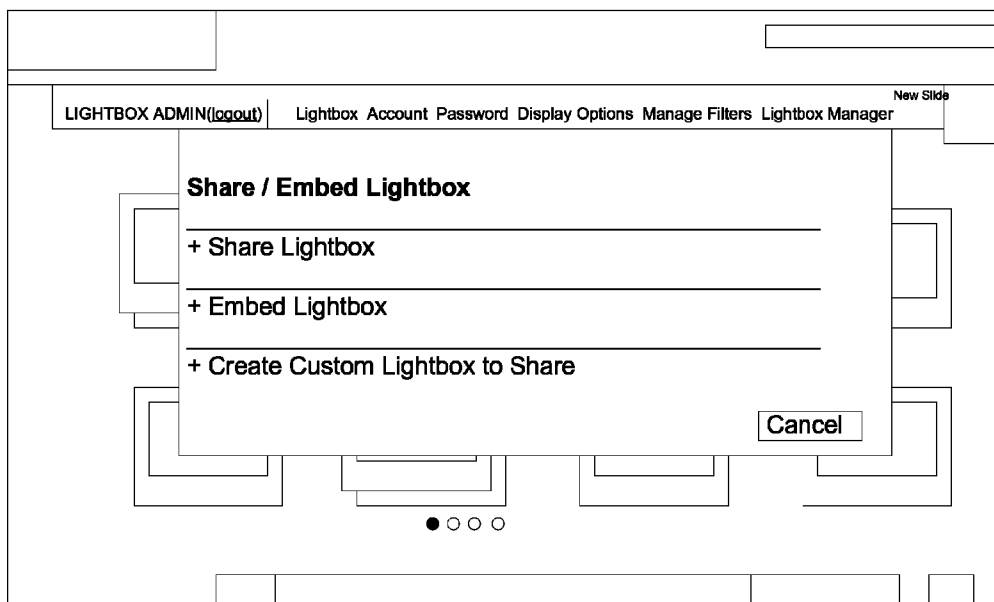 New Slide
LIGHTBOX ADMIN(logout) Lightbox Account Password Display Options Manage Filters Lightbox Manager
Share / Embed Lightbox
+ Share Lightbox
+ Embed Lightbox
+ Create Custom Lightbox to Share
Cancel